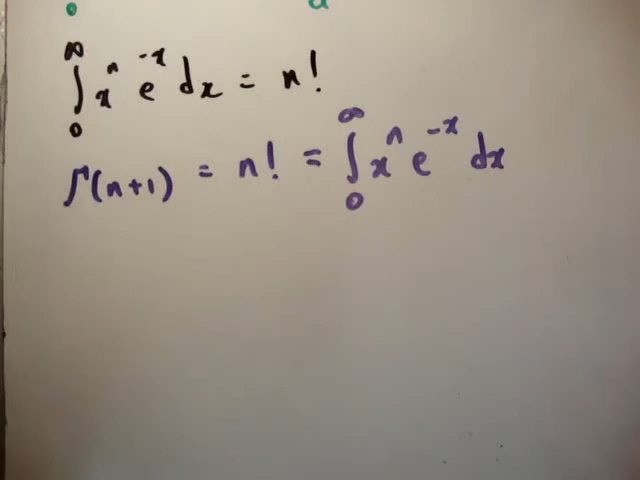 ∫₀^∞ xⁿ e^{-x} dx = n!
Γ(n+1) = n! = ∫₀^∞ xⁿ e^{-x} dx